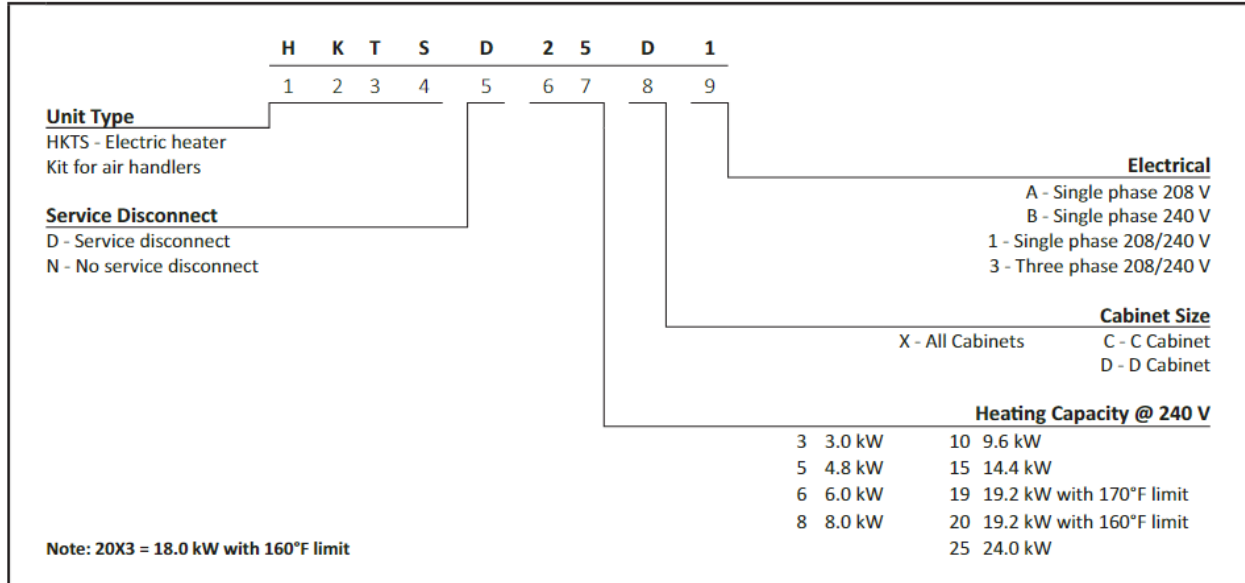 H K T S D 2 5 D 1
1 2 3 4 5 6 7 8 9
Unit Type
HKTS - Electric heater
Kit for air handlers
Service Disconnect
D - Service disconnect
N - No service disconnect
Electrical
A - Single phase 208 V
B - Single phase 240 V
1 - Single phase 208/240 V
3 - Three phase 208/240 V
Cabinet Size
X - All Cabinets C - C Cabinet
D - D Cabinet
Heating Capacity @ 240 V
3 3.0 kW 10 9.6 kW
5 4.8 kW 15 14.4 kW
6 6.0 kW 19 19.2 kW with 170°F limit
8 8.0 kW 20 19.2 kW with 160°F limit
25 24.0 kW
Note: 20X3 = 18.0 kW with 160°F limit